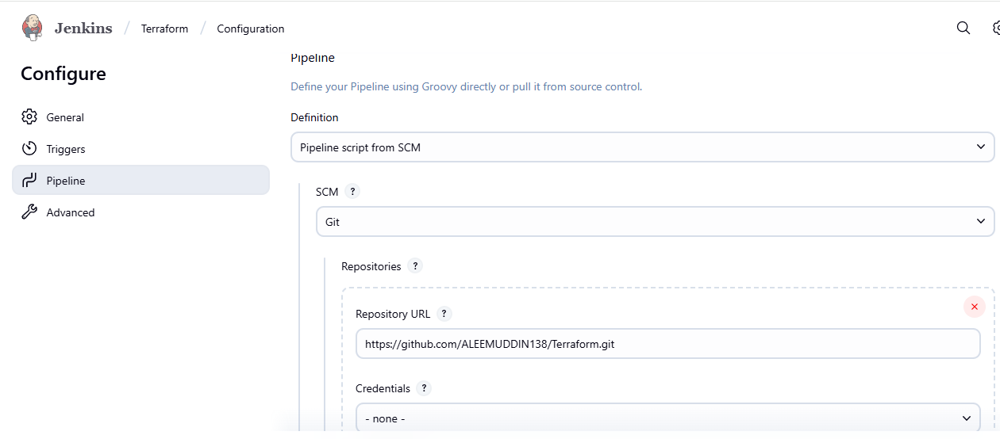 Jenkins / Terraform / Configuration
Configure
General
Triggers
Pipeline
Advanced
Pipeline
Define your Pipeline using Groovy directly or pull it from source control.
Definition
Pipeline script from SCM
SCM ?
Git
Repositories ?
Repository URL ?
https://github.com/ALEEMUDDIN138/Terraform.git
Credentials ?
- none -